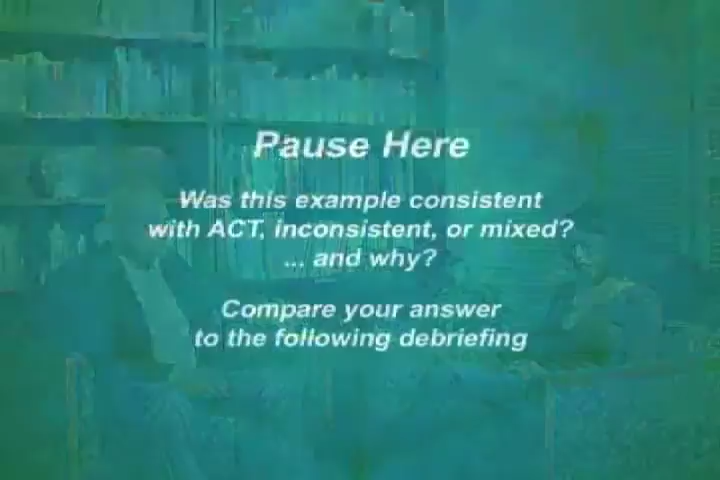 Pause Here
Was this example consistent
with ACT, inconsistent, or mixed?
... and why?
Compare your answer
to the following debriefing